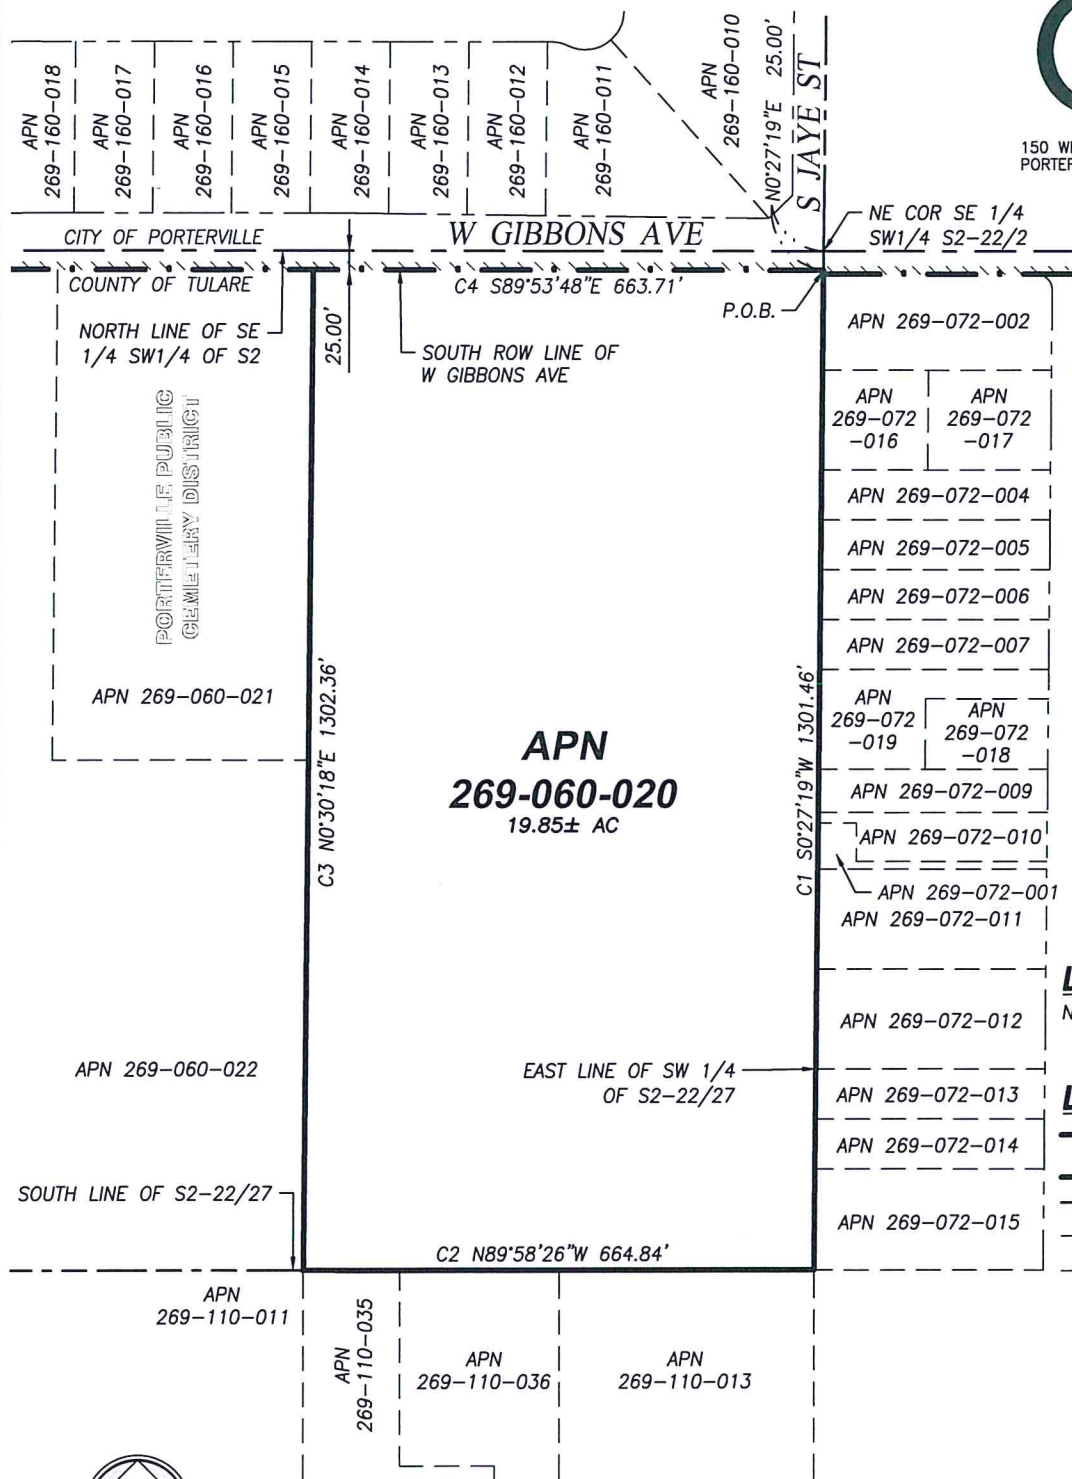 APN
269-160-018
APN
269-160-017
APN
269-160-016
APN
269-160-015
APN
269-160-014
APN
269-160-013
APN
269-160-012
APN
269-160-011
APN
269-160-010
N0°27'19"E 25.00'
S JAYE ST
150
CITY OF PORTERVILLE
W GIBBONS AVE
NE COR SE 1/4
SW1/4 S2-22/2
COUNTY OF TULARE
C4 S89°53'48"E 663.71'
P.O.B.
NORTH LINE OF SE
1/4 SW1/4 OF S2
25.00'
SOUTH ROW LINE OF
W GIBBONS AVE
PORTERVILLE PUBLIC
CEMETERY DISTRICT
APN 269-072-002
APN
269-072
-016
APN
269-072
-017
APN 269-072-004
APN 269-072-005
APN 269-072-006
APN 269-072-007
APN 269-060-021
C3 N0°30'18"E 1302.36'
APN
269-060-020
19.85± AC
C1 S0°27'19"W 1301.46'
APN
269-072
-019
APN
269-072
-018
APN 269-072-009
APN 269-072-010
APN 269-072-001
APN 269-072-011
APN 269-072-012
APN 269-060-022
EAST LINE OF SW 1/4
OF S2-22/27
APN 269-072-013
APN 269-072-014
SOUTH LINE OF S2-22/27
APN 269-072-015
C2 N89°58'26"W 664.84'
APN
269-110-011
APN
269-110-035
APN
269-110-036
APN
269-110-013